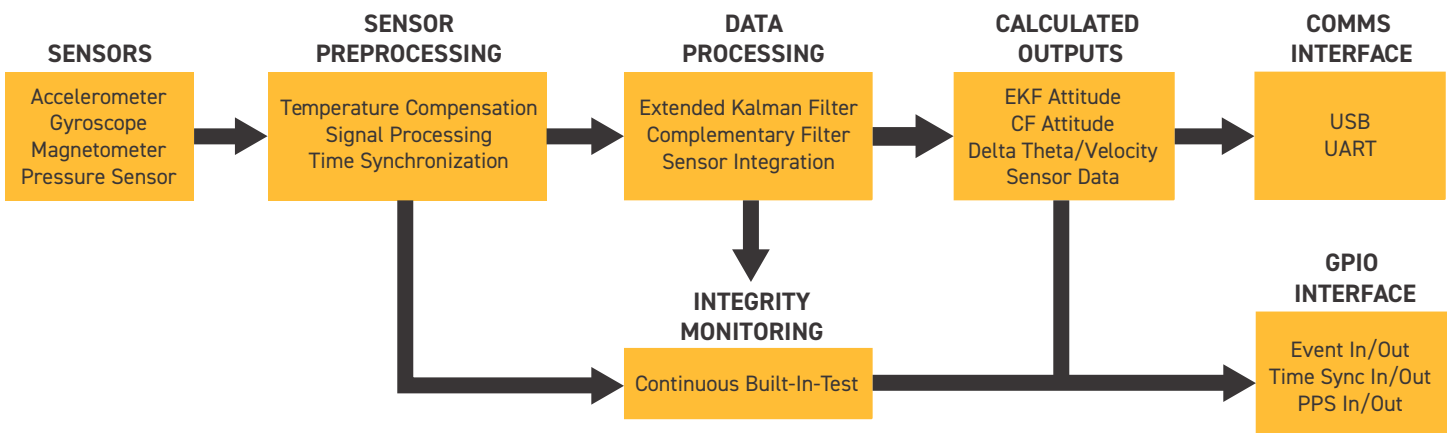 SENSORS
Accelerometer
Gyroscope
Magnetometer
Pressure Sensor
SENSOR
PREPROCESSING
Temperature Compensation
Signal Processing
Time Synchronization
DATA
PROCESSING
Extended Kalman Filter
Complementary Filter
Sensor Integration
CALCULATED
OUTPUTS
EKF Attitude
CF Attitude
Delta Theta/Velocity
Sensor Data
COMMS
INTERFACE
USB
UART
INTEGRITY
MONITORING
Continuous Built-In-Test
GPIO
INTERFACE
Event In/Out
Time Sync In/Out
PPS In/Out